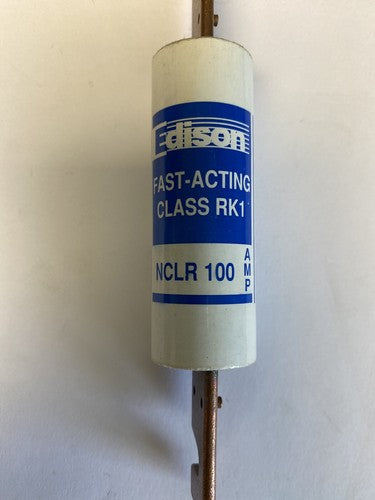 Edison
FAST-ACTING
CLASS RK1
NCLR 100 AMP